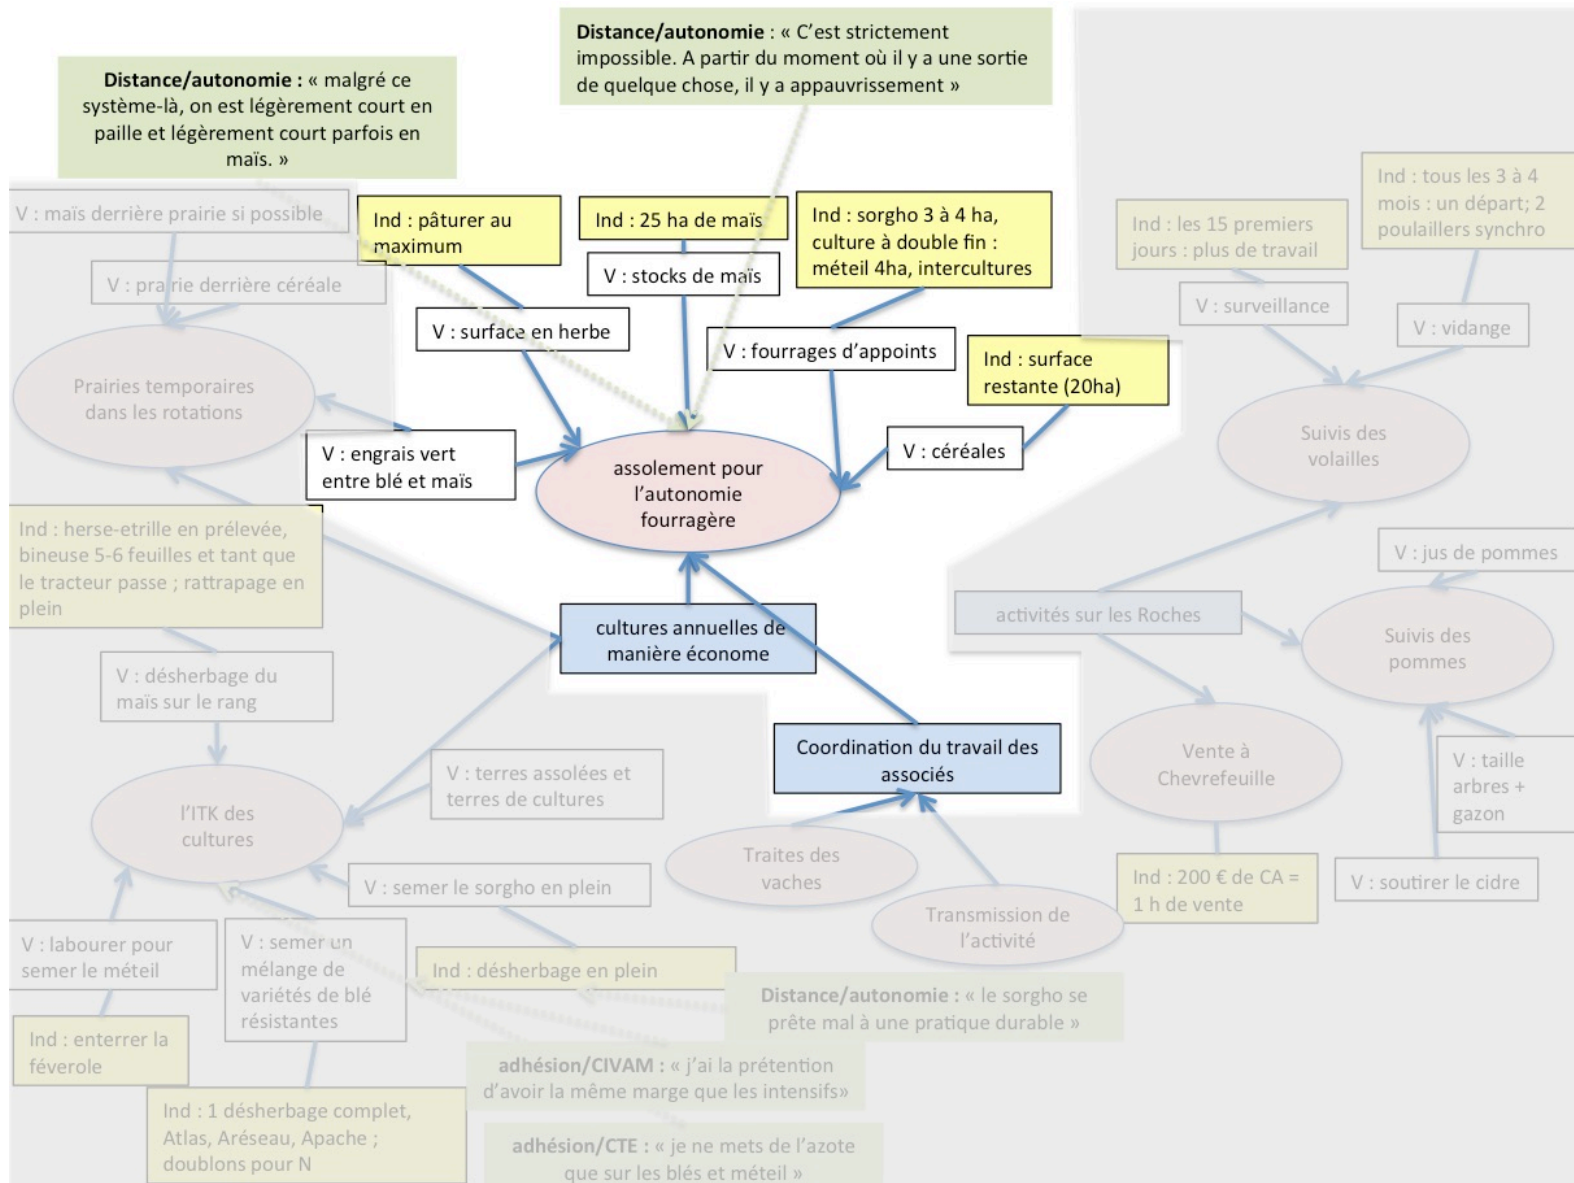 Distance/autonomie : « C’est strictement
impossible. A partir du moment où il y a une sortie
de quelque chose, il y a appauvrissement »
Distance/autonomie : « malgré ce
système-là, on est légèrement court en
paille et légèrement court parfois en
maïs. »
V : maïs derrière prairie si possible
V : prairie derrière céréale
Prairies temporaires
dans les rotations
Ind : pâturer au
maximum
V : surface en herbe
Ind : 25 ha de maïs
V : stocks de maïs
Ind : sorgho 3 à 4 ha,
culture à double fin :
méteil 4ha, intercultures
V : fourrages d’appoints
Ind : surface
restante (20ha)
V : céréales
V : engrais vert
entre blé et maïs
assolement pour
l’autonomie
fourragère
Ind : les 15 premiers
jours : plus de travail
V : surveillance
Ind : tous les 3 à 4
mois : un départ; 2
poulaillers synchro
V : vidange
Suivis des
volailles
Ind : herse-etrille en prélevée,
bineuse 5-6 feuilles et tant que
le tracteur passe ; rattrapage en
plein
V : désherbage du
maïs sur le rang
cultures annuelles de
manière économe
activités sur les Roches
V : jus de pommes
Suivis des
pommes
V : terres assolées et
terres de cultures
l’ITK des
cultures
Coordination du travail des
associés
Vente à
Chevrefeuille
V : taille
arbres +
gazon
Traites des
vaches
Transmission de
l’activité
Ind : 200 € de CA =
1 h de vente
V : soutirer le cidre
V : semer le sorgho en plein
V : labourer pour
semer le méteil
V : semer un
mélange de
variétés de blé
résistantes
Ind : désherbage en plein
Ind : enterrer la
féverole
Ind : 1 désherbage complet,
Atlas, Aréseau, Apache ;
doublons pour N
Distance/autonomie : « le sorgho se
prête mal à une pratique durable »
adhésion/CIVAM : « j’ai la prétention
d’avoir la même marge que les intensifs»
adhésion/CTE : « je ne mets de l’azote
que sur les blés et méteil »